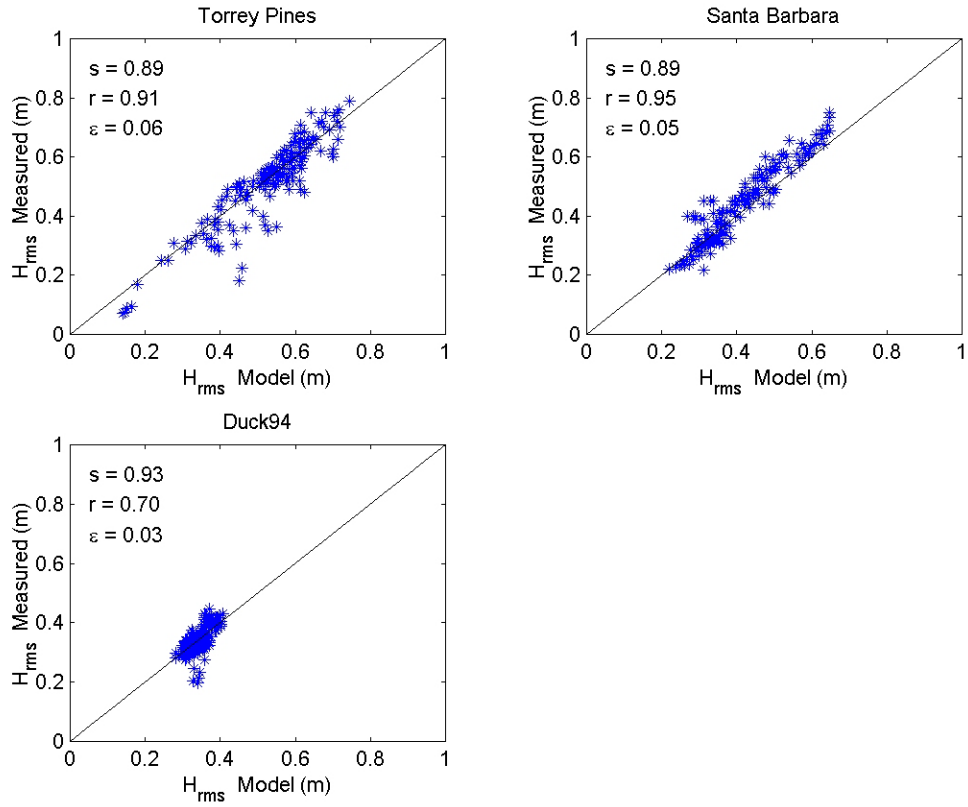 Torrey Pines
1
0.8
0.6
0.4
0.2
0
H_rms Measured (m)
s = 0.89
r = 0.91
ε = 0.06
0 0.2 0.4 0.6 0.8 1
H_rms Model (m)
Santa Barbara
1
0.8
0.6
0.4
0.2
0
H_rms Measured (m)
s = 0.89
r = 0.95
ε = 0.05
0 0.2 0.4 0.6 0.8 1
H_rms Model (m)
Duck94
1
0.8
0.6
0.4
0.2
0
H_rms Measured (m)
s = 0.93
r = 0.70
ε = 0.03
0 0.2 0.4 0.6 0.8 1
H_rms Model (m)